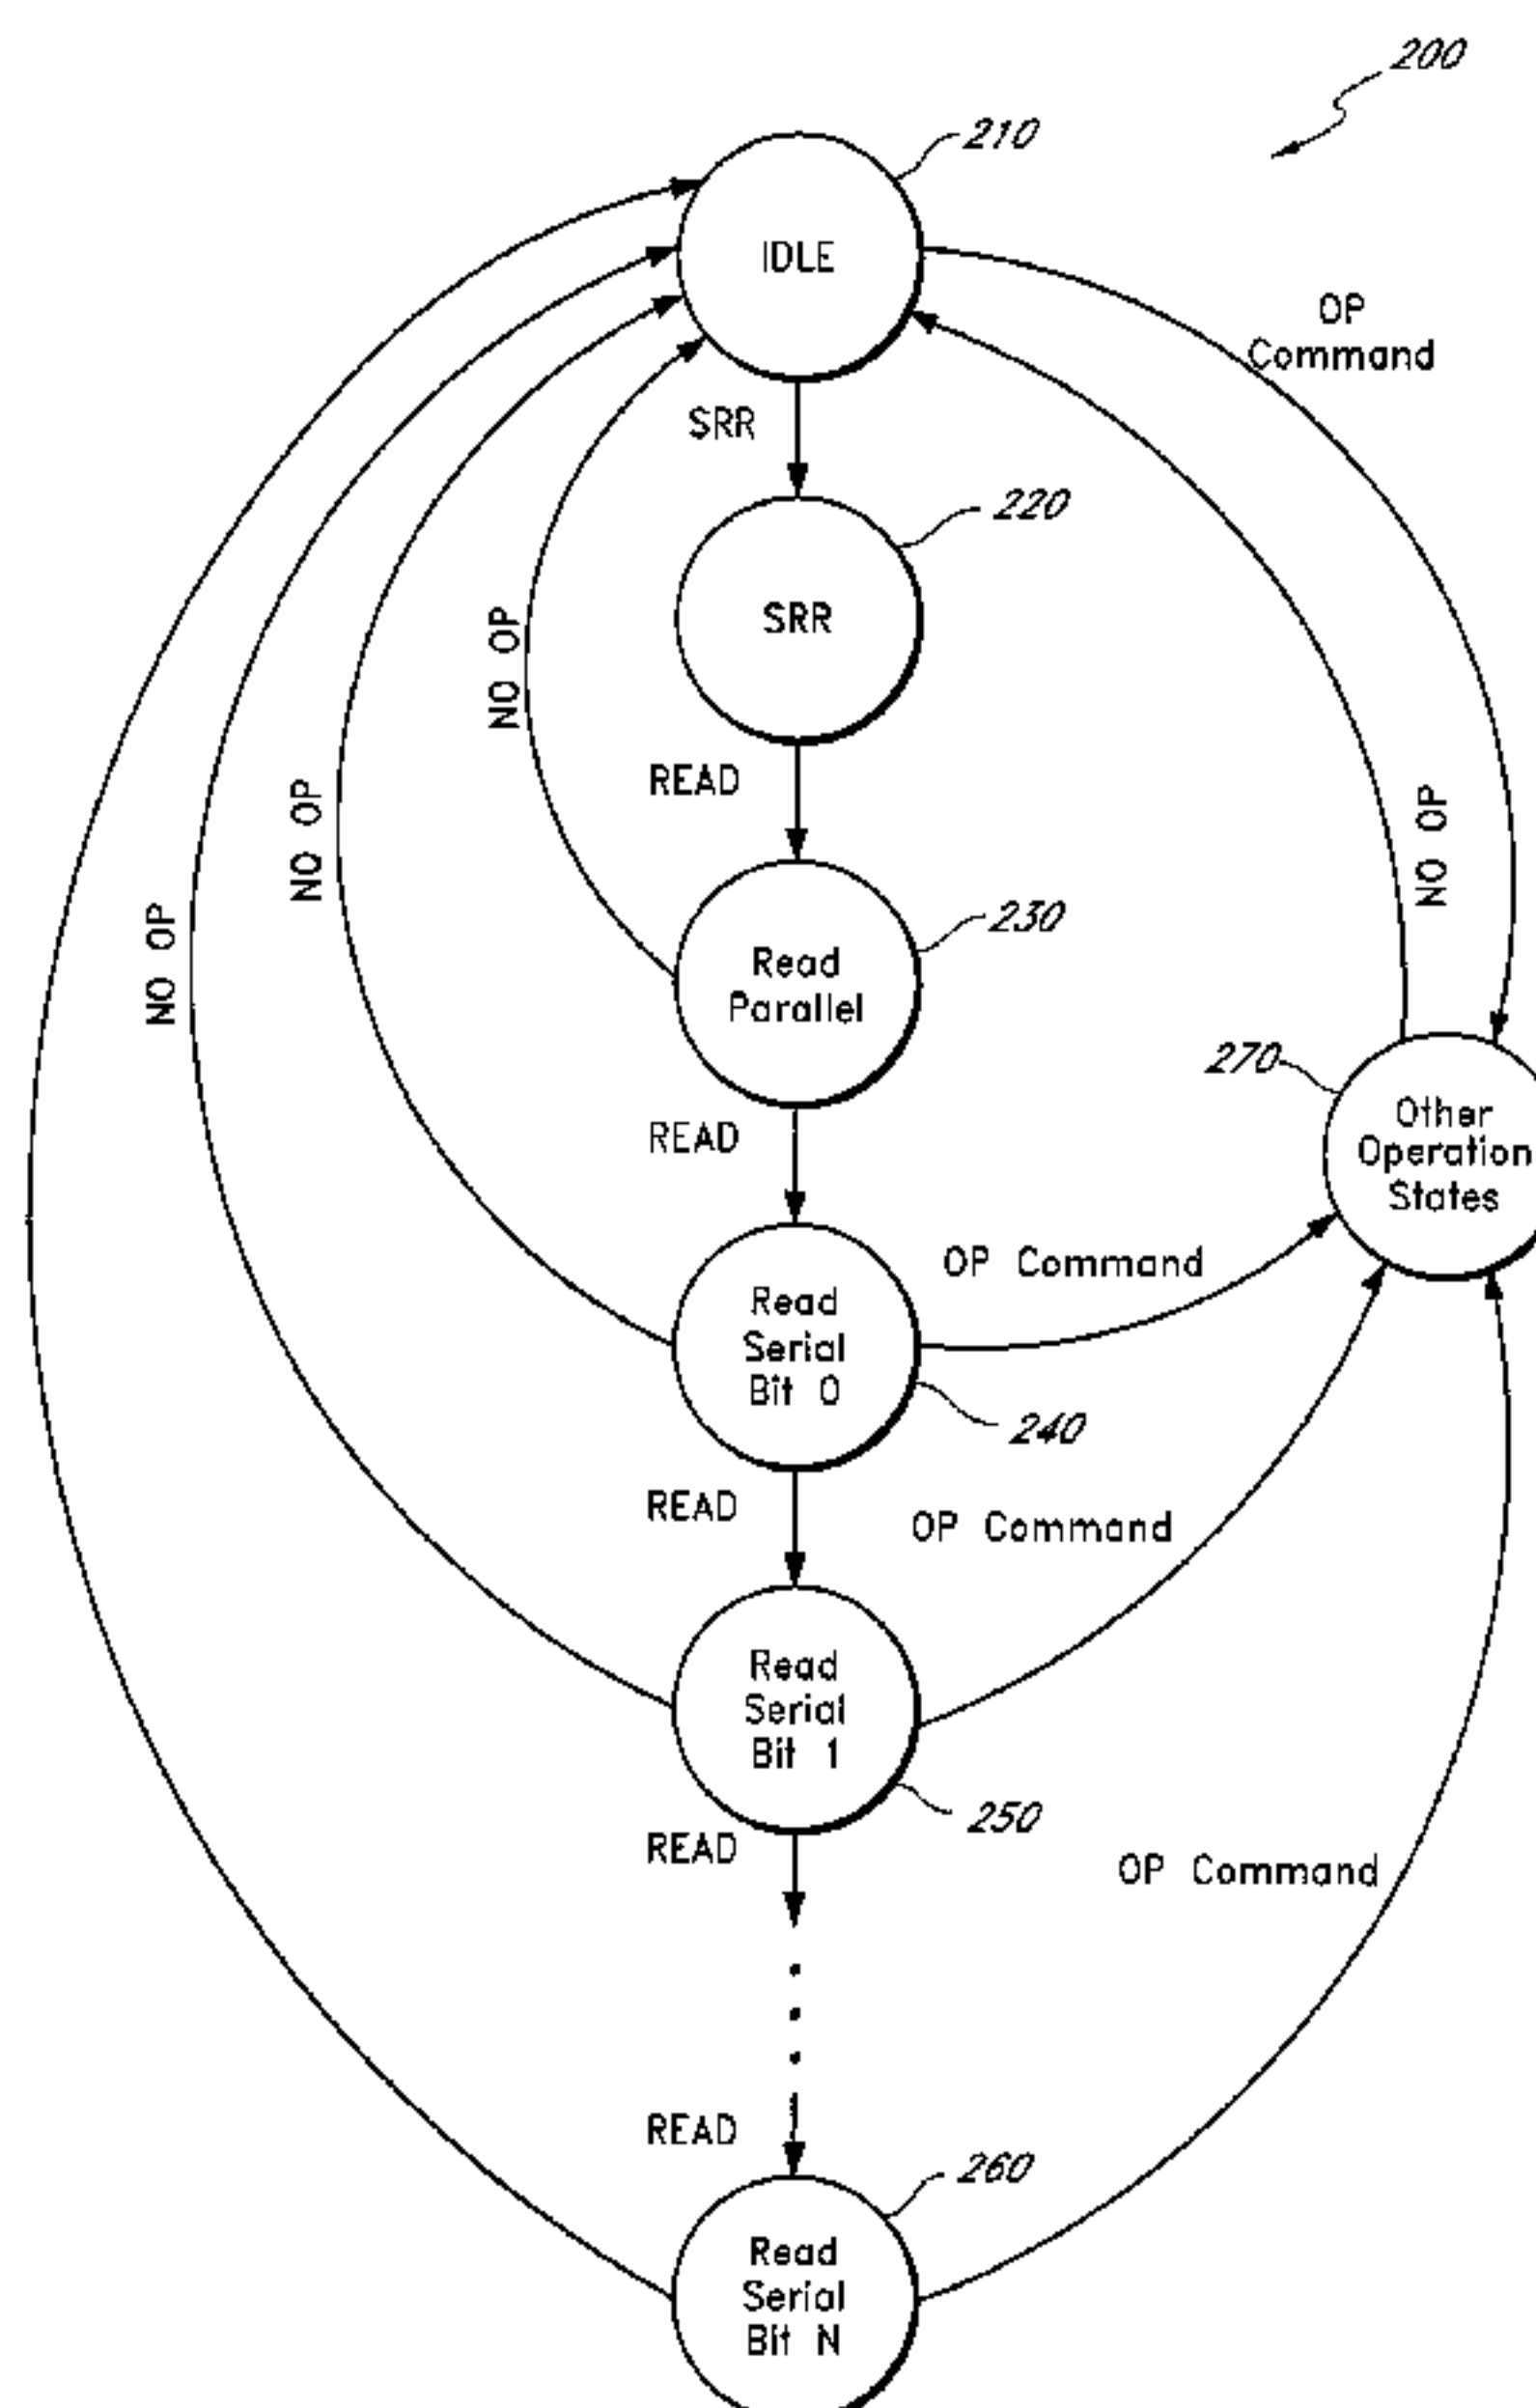 200
210
IDLE
OP
Command
SRR
220
SRR
NO OP
READ
NO OP
NO OP
NO OP
230
Read
Parallel
270
Other
Operation
States
READ
OP Command
Read
Serial
Bit 0
240
READ
OP Command
Read
Serial
Bit 1
250
READ
OP Command
READ
260
Read
Serial
Bit N